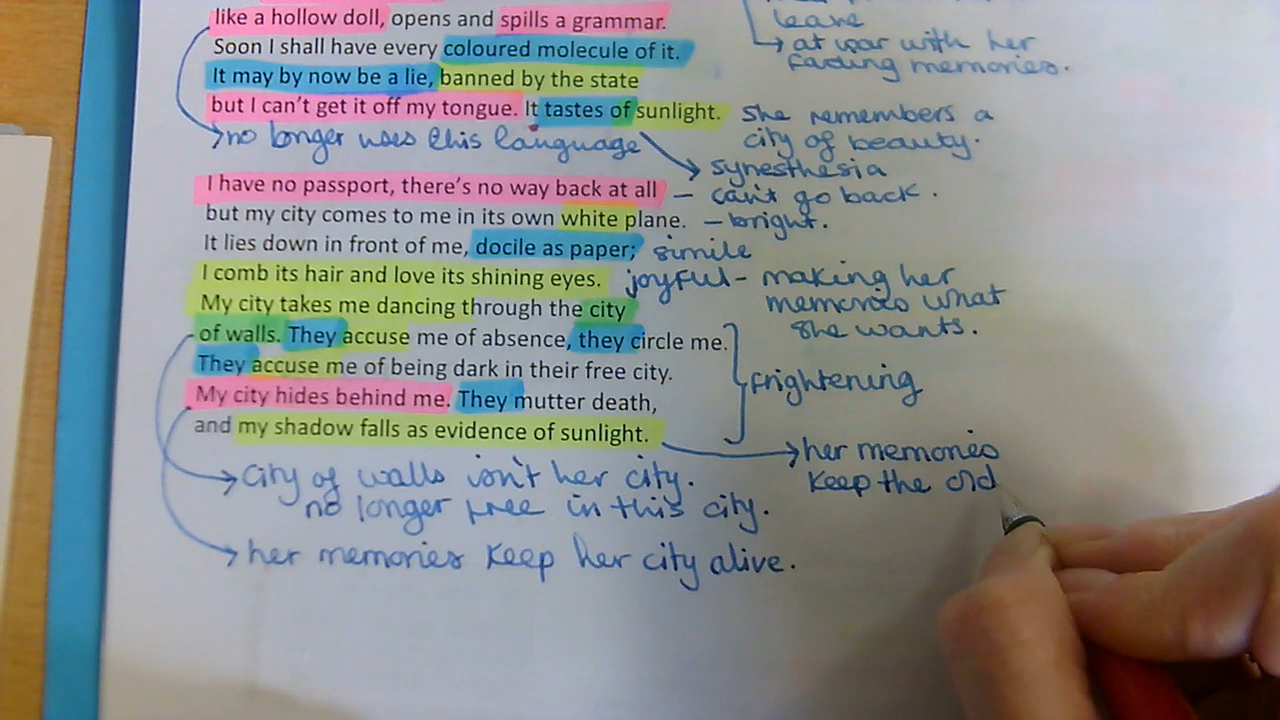 like a hollow doll, opens and spills a grammar.
leave
Soon I shall have every coloured molecule of it.
→ at war with her
fading memories.
It may by now be a lie, banned by the state
but I can't get it off my tongue. It tastes of sunlight.
She remembers a
city of beauty.
→ no longer uses this language
→ synesthesia
I have no passport, there's no way back at all
– can't go back.
but my city comes to me in its own white plane.
– bright.
It lies down in front of me, docile as paper;
simile
I comb its hair and love its shining eyes.
joyful – making her
memories what
she wants.
My city takes me dancing through the city
of walls. They accuse me of absence, they circle me.
They accuse me of being dark in their free city.
frightening
My city hides behind me. They mutter death,
and my shadow falls as evidence of sunlight.
→ her memories
keep the old
→ city of walls isn't her city.
no longer free in this city.
→ her memories keep her city alive.